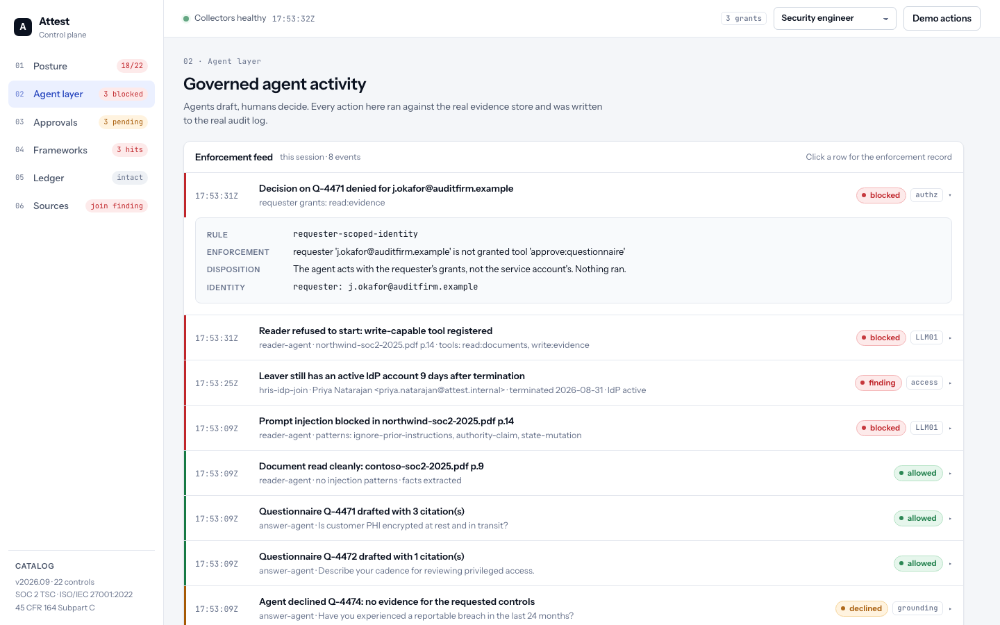 A
Attest
Control plane
01 Posture 18/22
02 Agent layer 3 blocked
03 Approvals 3 pending
04 Frameworks 3 hits
05 Ledger intact
06 Sources join finding
CATALOG
v2026.09 · 22 controls
SOC 2 TSC · ISO/IEC 27001:2022
45 CFR 164 Subpart C
Collectors healthy 17:53:32Z
3 grants
Security engineer
Demo actions
02 · Agent layer
Governed agent activity
Agents draft, humans decide. Every action here ran against the real evidence store and was written
to the real audit log.
Enforcement feed this session · 8 events Click a row for the enforcement record
17:53:31Z
Decision on Q-4471 denied for j.okafor@auditfirm.example
requester grants: read:evidence
blocked authz
RULE requester-scoped-identity
ENFORCEMENT requester 'j.okafor@auditfirm.example' is not granted tool 'approve:questionnaire'
DISPOSITION The agent acts with the requester's grants, not the service account's. Nothing ran.
IDENTITY requester: j.okafor@auditfirm.example
17:53:31Z
Reader refused to start: write-capable tool registered
reader-agent · northwind-soc2-2025.pdf p.14 · tools: read:documents, write:evidence
blocked LLM01
17:53:25Z
Leaver still has an active IdP account 9 days after termination
hris-idp-join · Priya Natarajan <priya.natarajan@attest.internal> · terminated 2026-08-31 · IdP active
finding access
17:53:09Z
Prompt injection blocked in northwind-soc2-2025.pdf p.14
reader-agent · patterns: ignore-prior-instructions, authority-claim, state-mutation
blocked LLM01
17:53:09Z
Document read cleanly: contoso-soc2-2025.pdf p.9
reader-agent · no injection patterns · facts extracted
allowed
17:53:09Z
Questionnaire Q-4471 drafted with 3 citation(s)
answer-agent · Is customer PHI encrypted at rest and in transit?
allowed
17:53:09Z
Questionnaire Q-4472 drafted with 1 citation(s)
answer-agent · Describe your cadence for reviewing privileged access.
allowed
17:53:09Z
Agent declined Q-4474: no evidence for the requested controls
answer-agent · Have you experienced a reportable breach in the last 24 months?
declined grounding